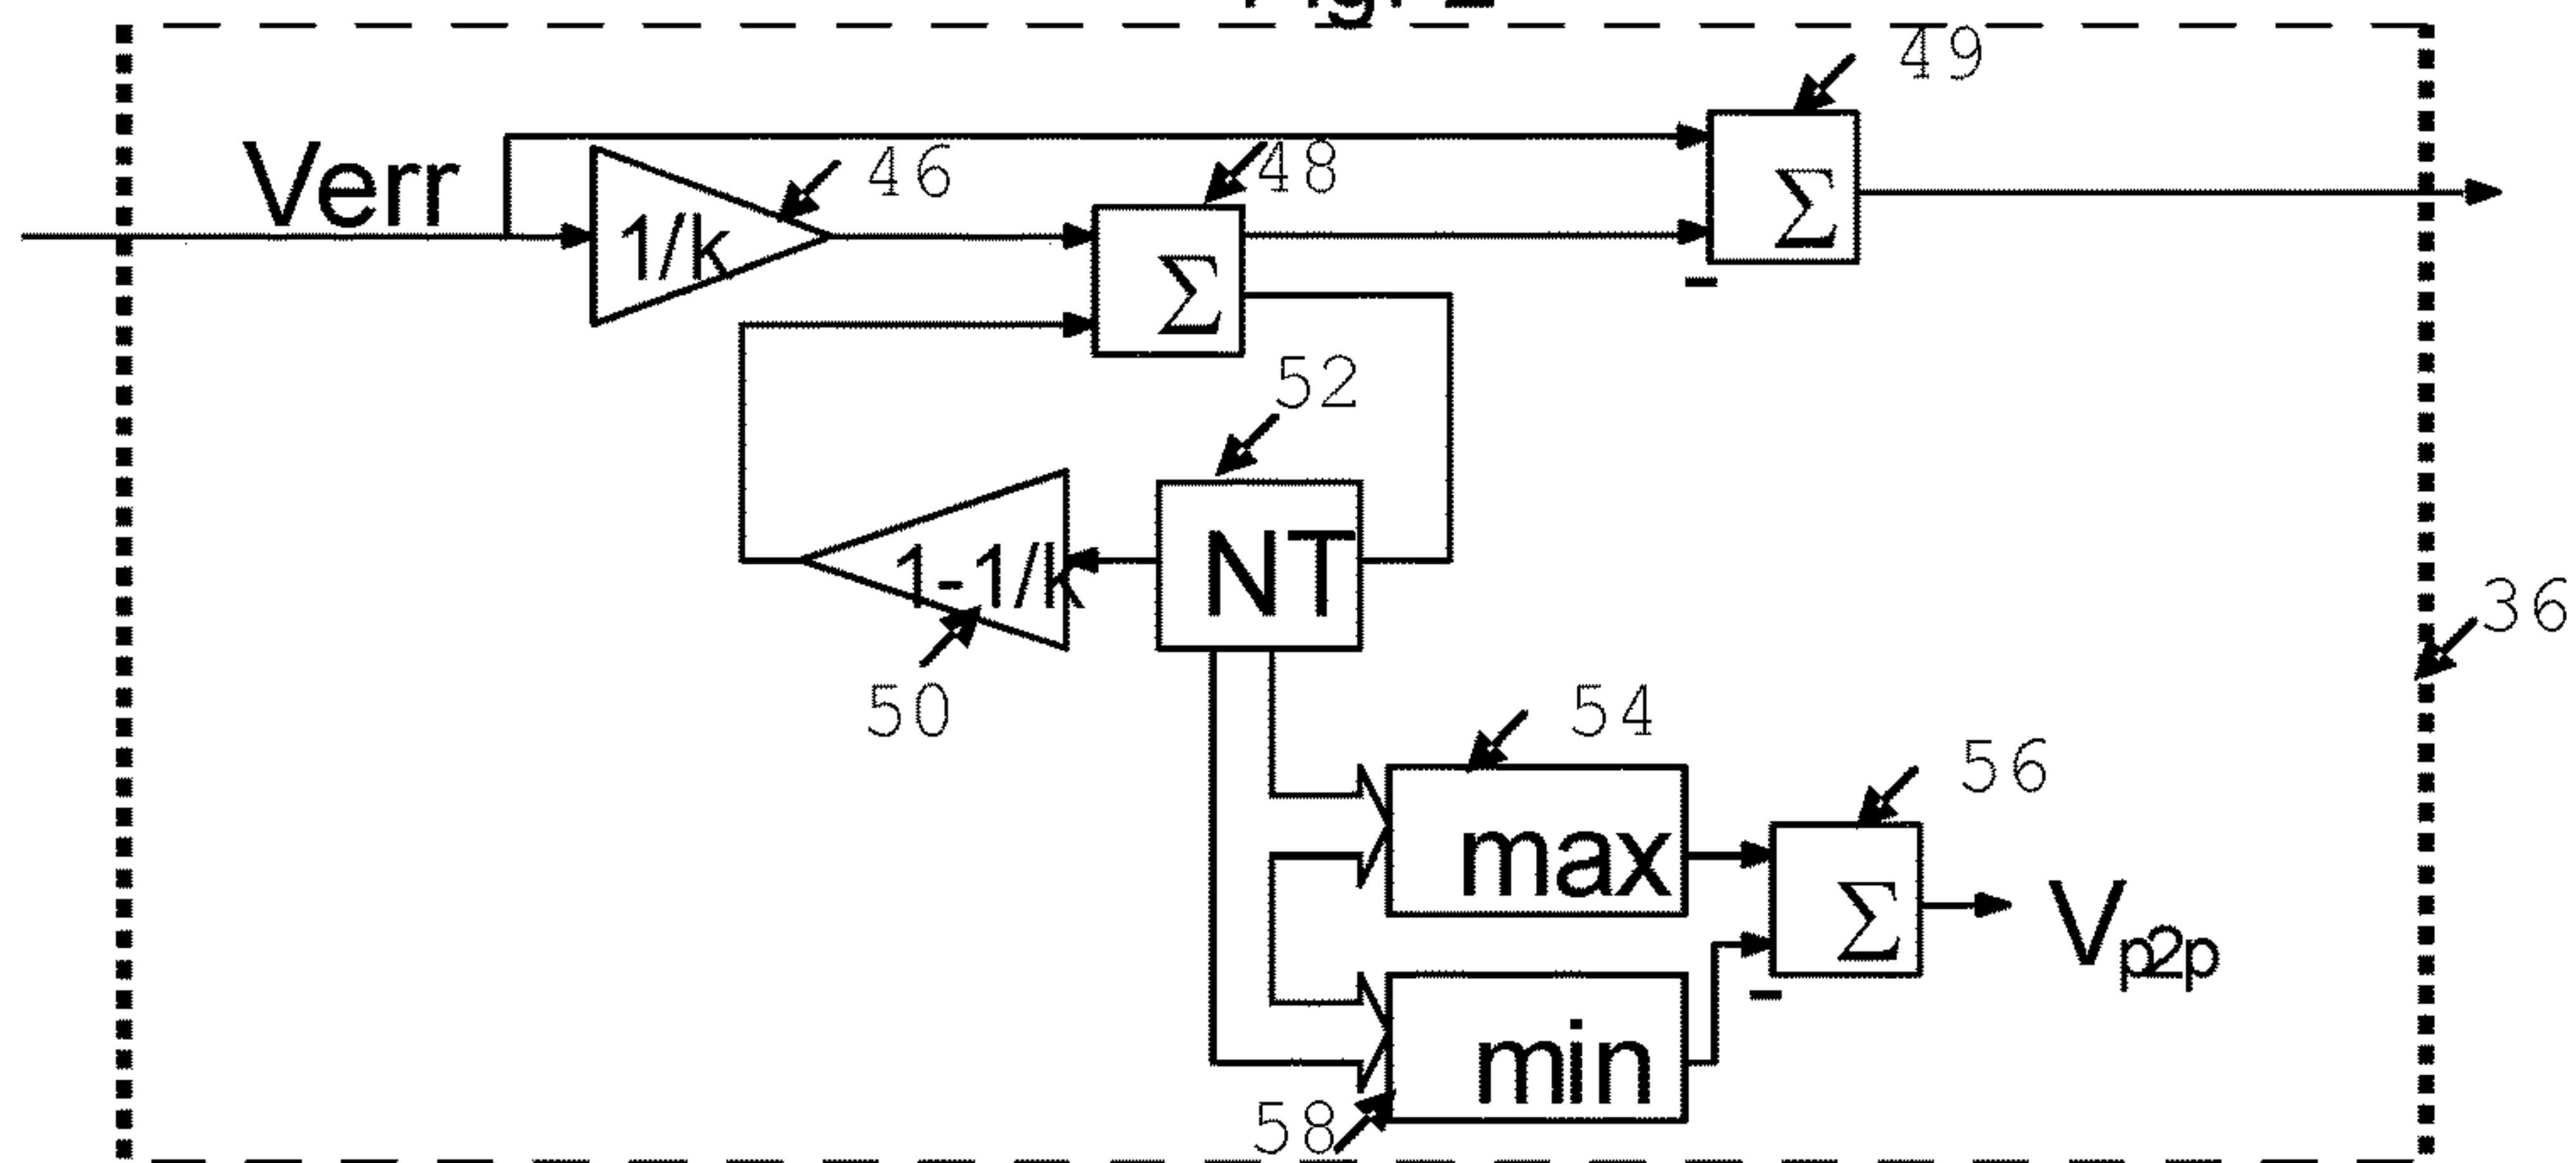 49
Verr
46
48
1/k
Σ
Σ
-
52
1-1/k
NT
36
50
54
56
max
Σ
Vp2p
-
min
58